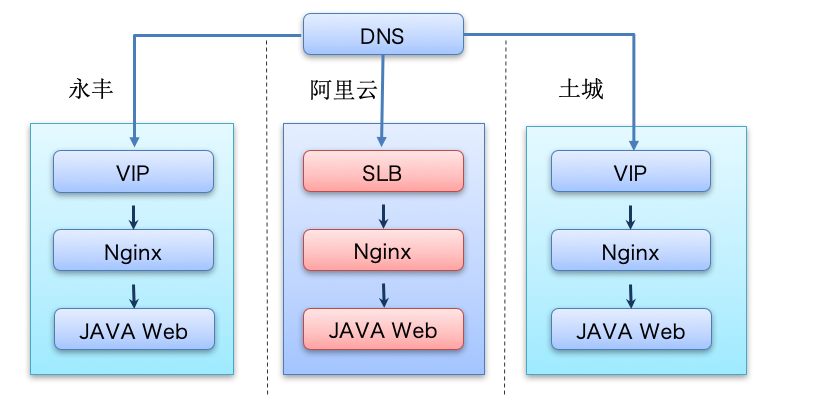 DNS
永丰
阿里云
土城
VIP
SLB
VIP
Nginx
Nginx
Nginx
JAVA Web
JAVA Web
JAVA Web